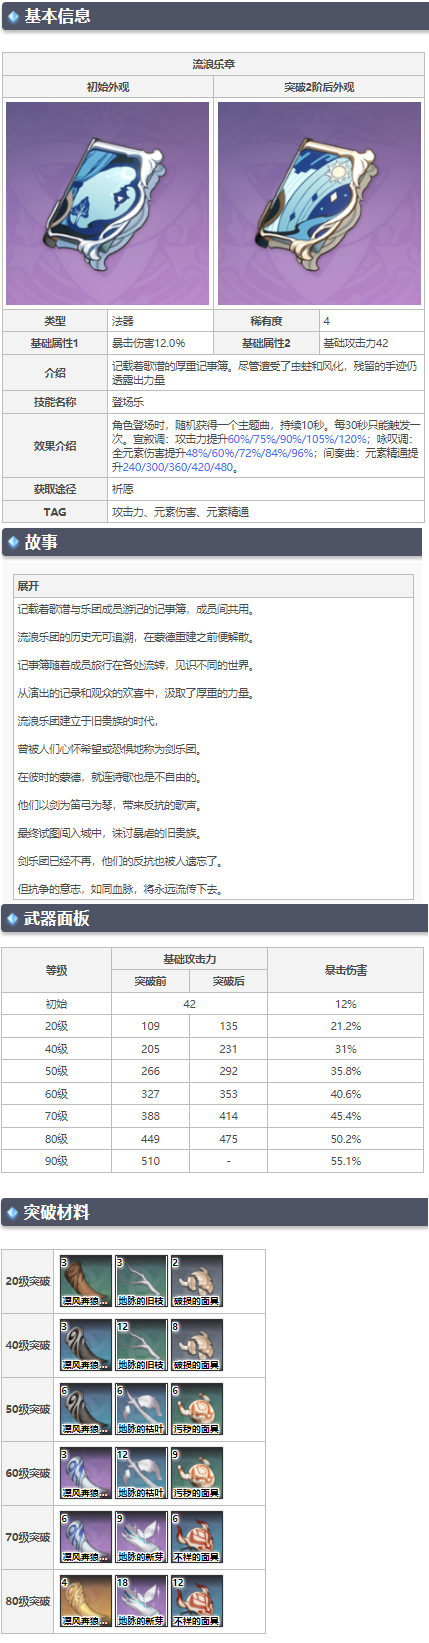 基本信息
流浪乐章
初始外观 突破2阶后外观
类型 法器 稀有度 4
基础属性1 暴击伤害12.0% 基础属性2 基础攻击力42
介绍 记载着歌谱的厚重记事簿。尽管遭受了虫蛀和风化，残留的手迹仍
透露出力量
技能名称 登场乐
效果介绍 角色登场时，随机获得一个主题曲，持续10秒。每30秒只能触发一
次。宣叙调：攻击力提升60%/75%/90%/105%/120%；咏叹调：
全元素伤害提升48%/60%/72%/84%/96%；间奏曲：元素精通提
升240/300/360/420/480。
获取途径 祈愿
TAG 攻击力、元素伤害、元素精通
故事
展开
记载着歌谱与乐团成员游记的记事簿，成员间共用。
流浪乐团的历史无可追溯，在蒙德重建之前便解散。
记事簿随着成员旅行在各处流转，见识不同的世界。
从演出的记录和观众的欢喜中，汲取了厚重的力量。
流浪乐团建立于旧贵族的时代，
曾被人们心怀希望或恐惧地称为剑乐团。
在彼时的蒙德，就连诗歌也是不自由的。
他们以剑为笛弓为琴，带来反抗的歌声。
最终试图闯入城中，诛讨暴虐的旧贵族。
剑乐团已经不再，他们的反抗也被人遗忘了。
但抗争的意志，如同血脉，将永远流传下去。
武器面板
等级 基础攻击力 暴击伤害
突破前 突破后
初始 42 12%
20级 109 135 21.2%
40级 205 231 31%
50级 266 292 35.8%
60级 327 353 40.6%
70级 388 414 45.4%
80级 449 475 50.2%
90级 510 - 55.1%
突破材料
20级突破 3 凛风奔狼... 3 地脉的旧枝 2 破损的面具
40级突破 3 凛风奔狼... 12 地脉的旧枝 8 破损的面具
50级突破 6 凛风奔狼... 6 地脉的枯叶 6 污秽的面具
60级突破 3 凛风奔狼... 12 地脉的枯叶 9 污秽的面具
70级突破 6 凛风奔狼... 9 地脉的新芽 6 不祥的面具
80级突破 4 凛风奔狼... 18 地脉的新芽 12 不祥的面具